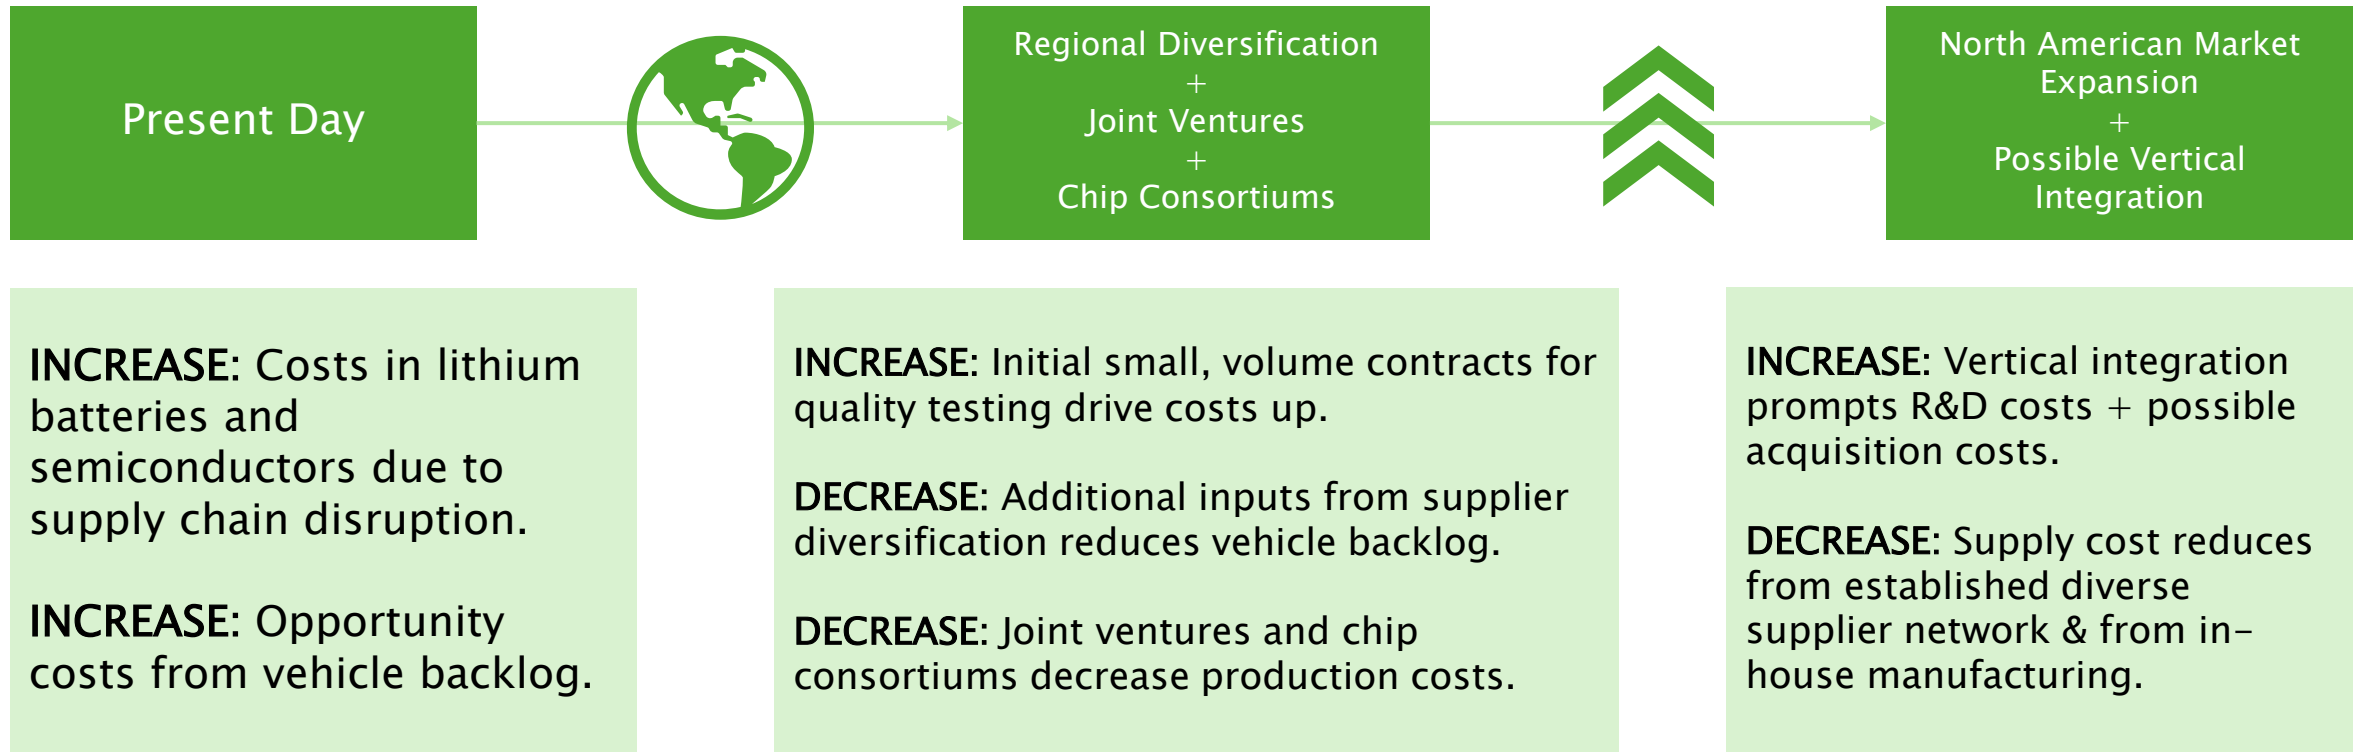 Present Day
Regional Diversification
+
Joint Ventures
+
Chip Consortiums
North American Market
Expansion
+
Possible Vertical
Integration
INCREASE: Costs in lithium
batteries and
semiconductors due to
supply chain disruption.
INCREASE: Opportunity
costs from vehicle backlog.
INCREASE: Initial small, volume contracts for
quality testing drive costs up.
DECREASE: Additional inputs from supplier
diversification reduces vehicle backlog.
DECREASE: Joint ventures and chip
consortiums decrease production costs.
INCREASE: Vertical integration
prompts R&D costs + possible
acquisition costs.
DECREASE: Supply cost reduces
from established diverse
supplier network & from in-
house manufacturing.